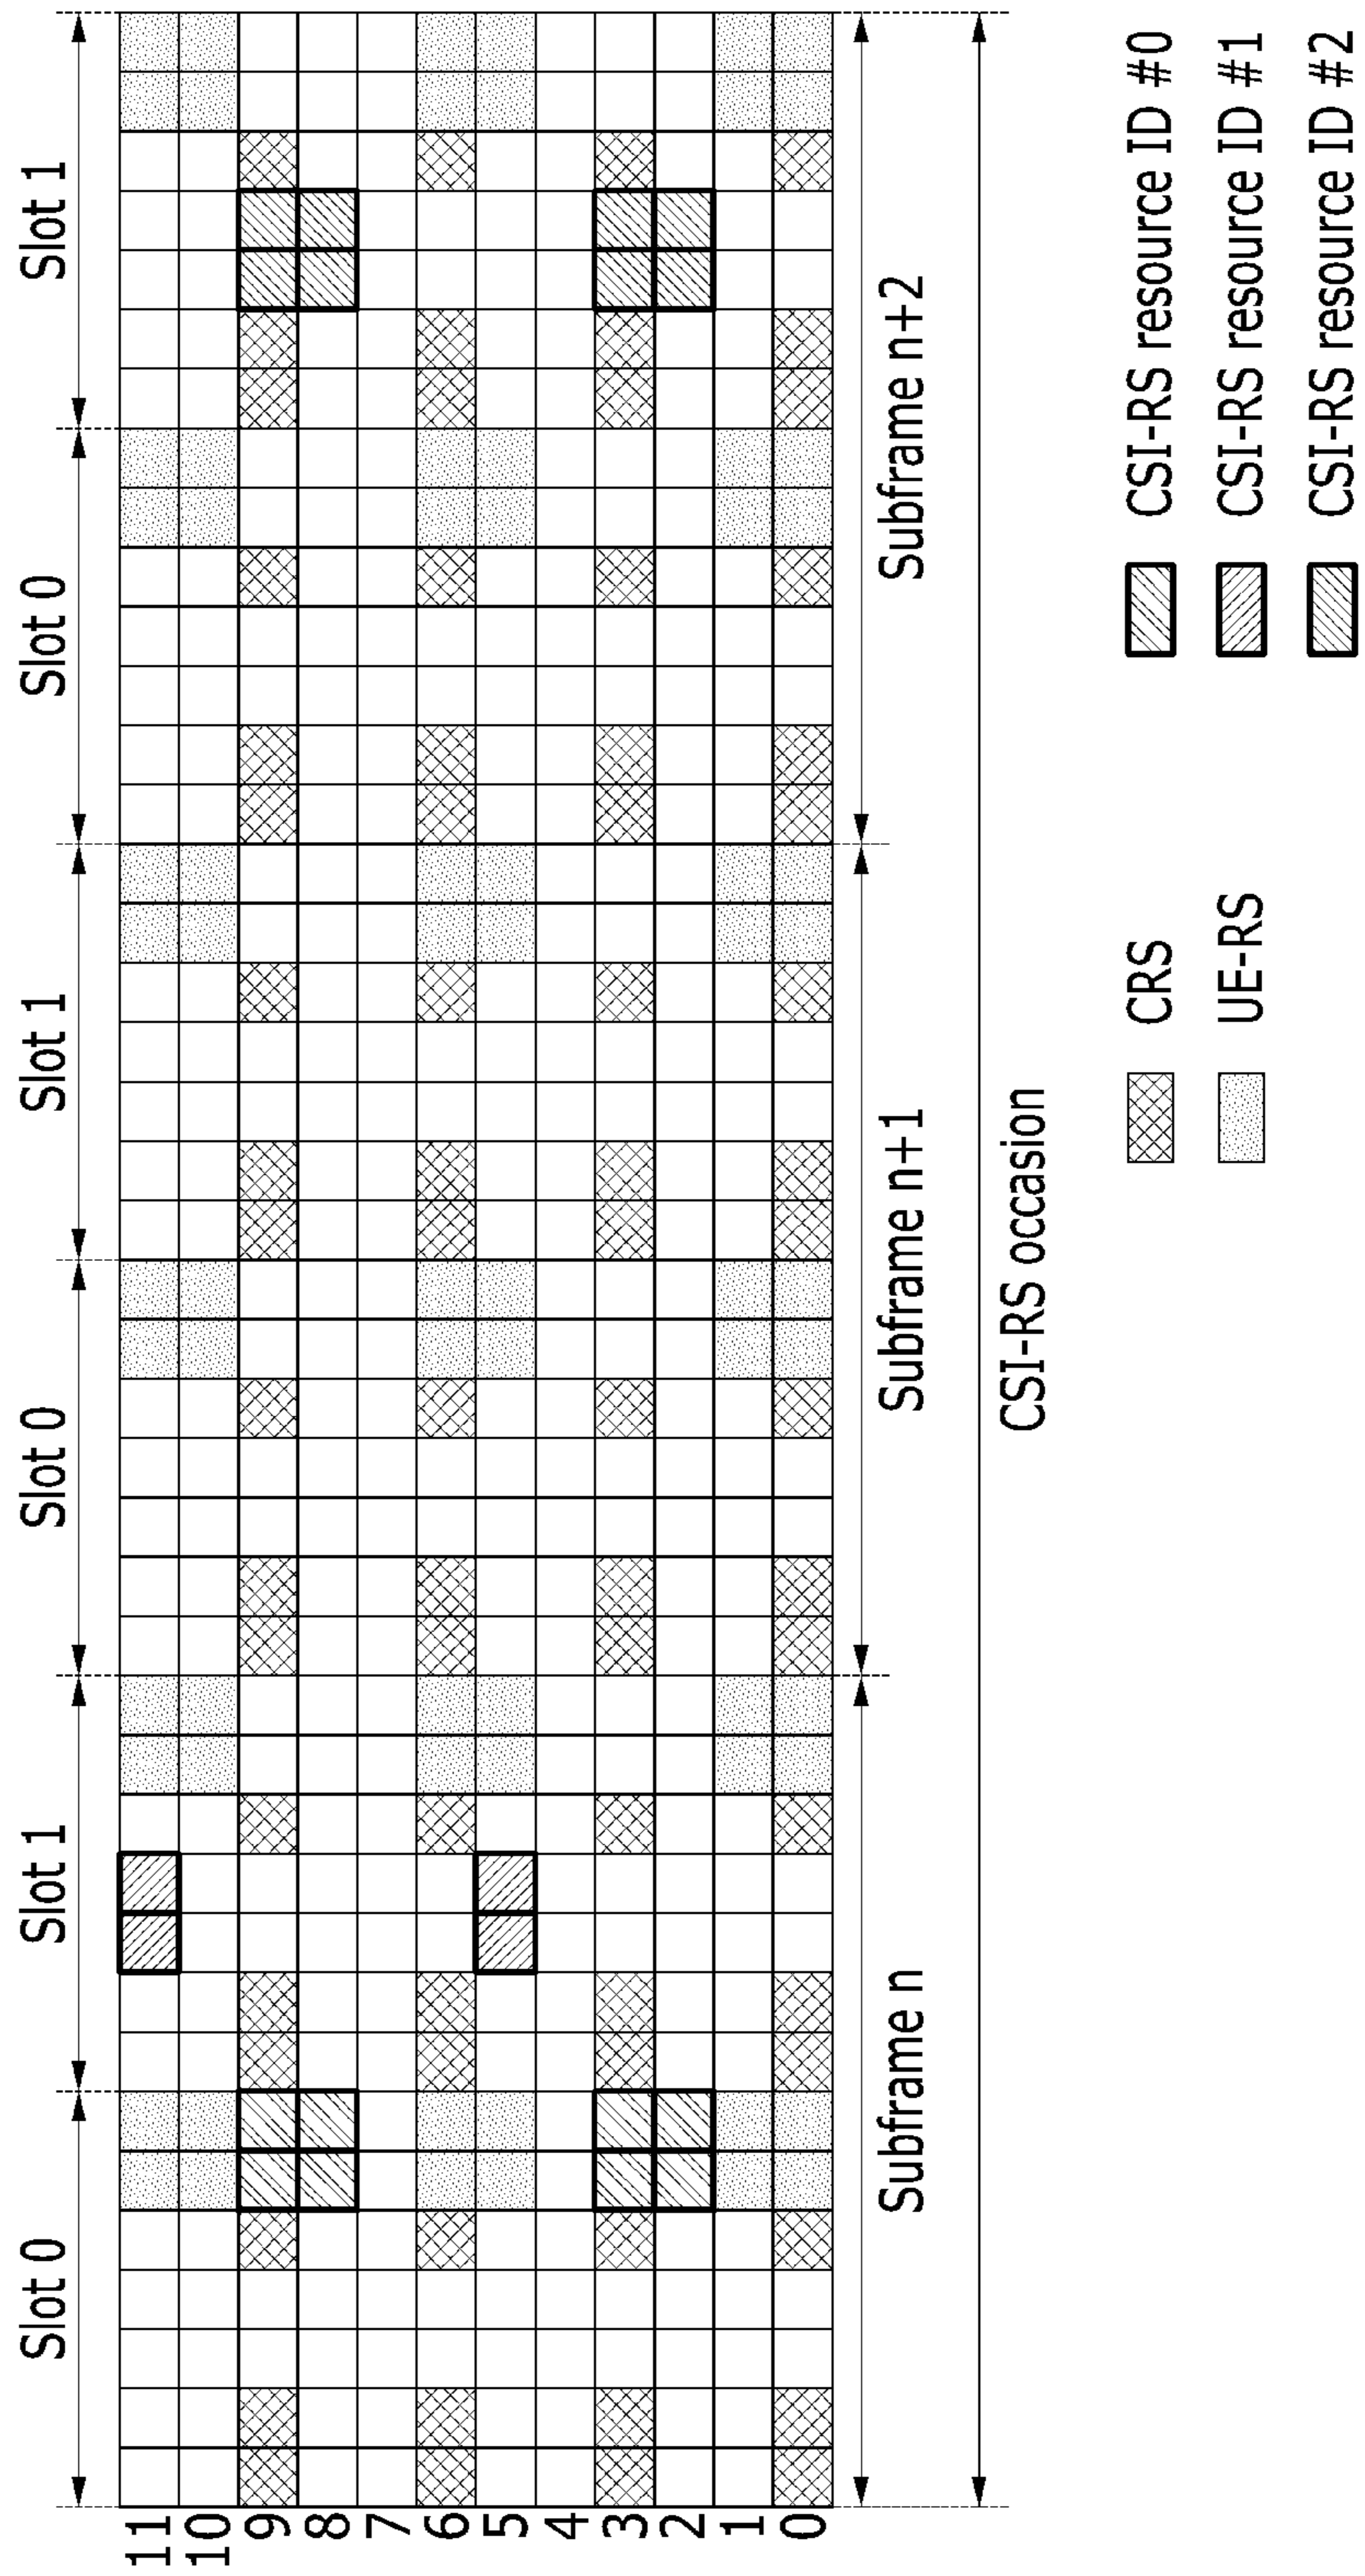 Slot 0
Slot 1
Slot 0
Slot 1
Slot 0
Slot 1
11
10
9
8
7
6
5
4
3
2
1
0
Subframe n
Subframe n+1
Subframe n+2
CSI-RS occasion
CRS
UE-RS
CSI-RS resource ID #0
CSI-RS resource ID #1
CSI-RS resource ID #2